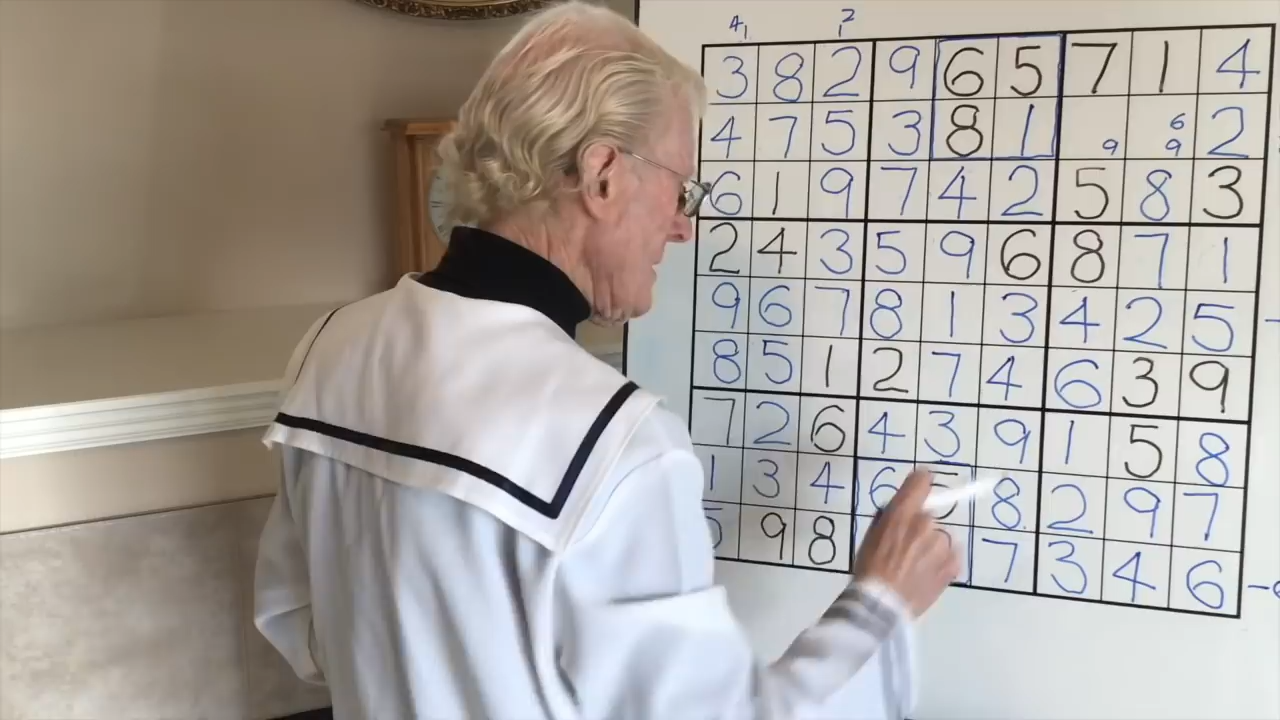 4 1 1 2
3 8 2 9 6 5 7 1 4
4 7 5 3 8 1 9 6 9 2
6 1 9 7 4 2 5 8 3
2 4 3 5 9 6 8 7 1
9 6 7 8 1 3 4 2 5
8 5 1 2 7 4 6 3 9
7 2 6 4 3 9 1 5 8
1 3 4 6 5 8 2 9 7
5 9 8 7 3 4 6